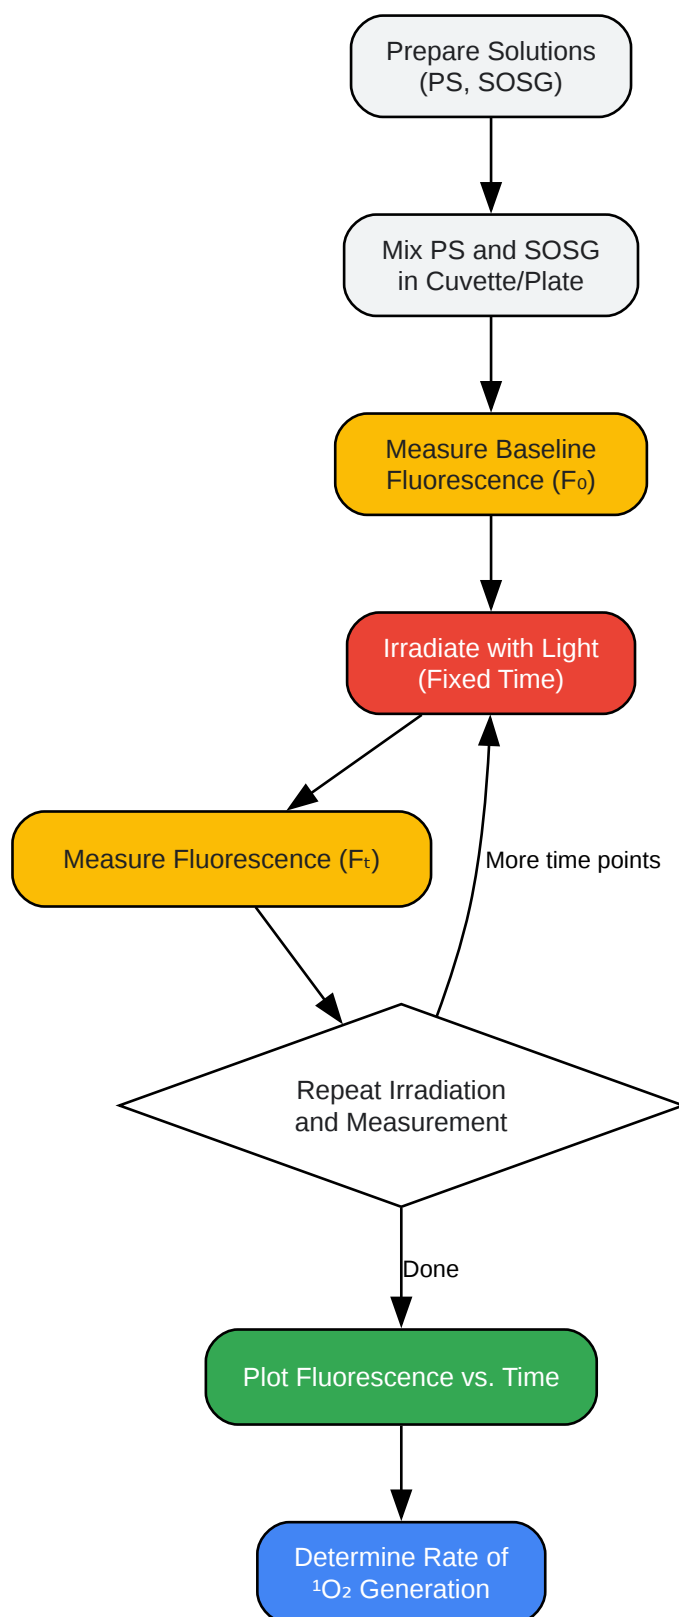 Prepare Solutions
(PS, SOSG)
Mix PS and SOSG
in Cuvette/Plate
Measure Baseline
Fluorescence (F₀)
Irradiate with Light
(Fixed Time)
Measure Fluorescence (Fₜ)
More time points
Repeat Irradiation
and Measurement
Done
Plot Fluorescence vs. Time
Determine Rate of
¹O₂ Generation